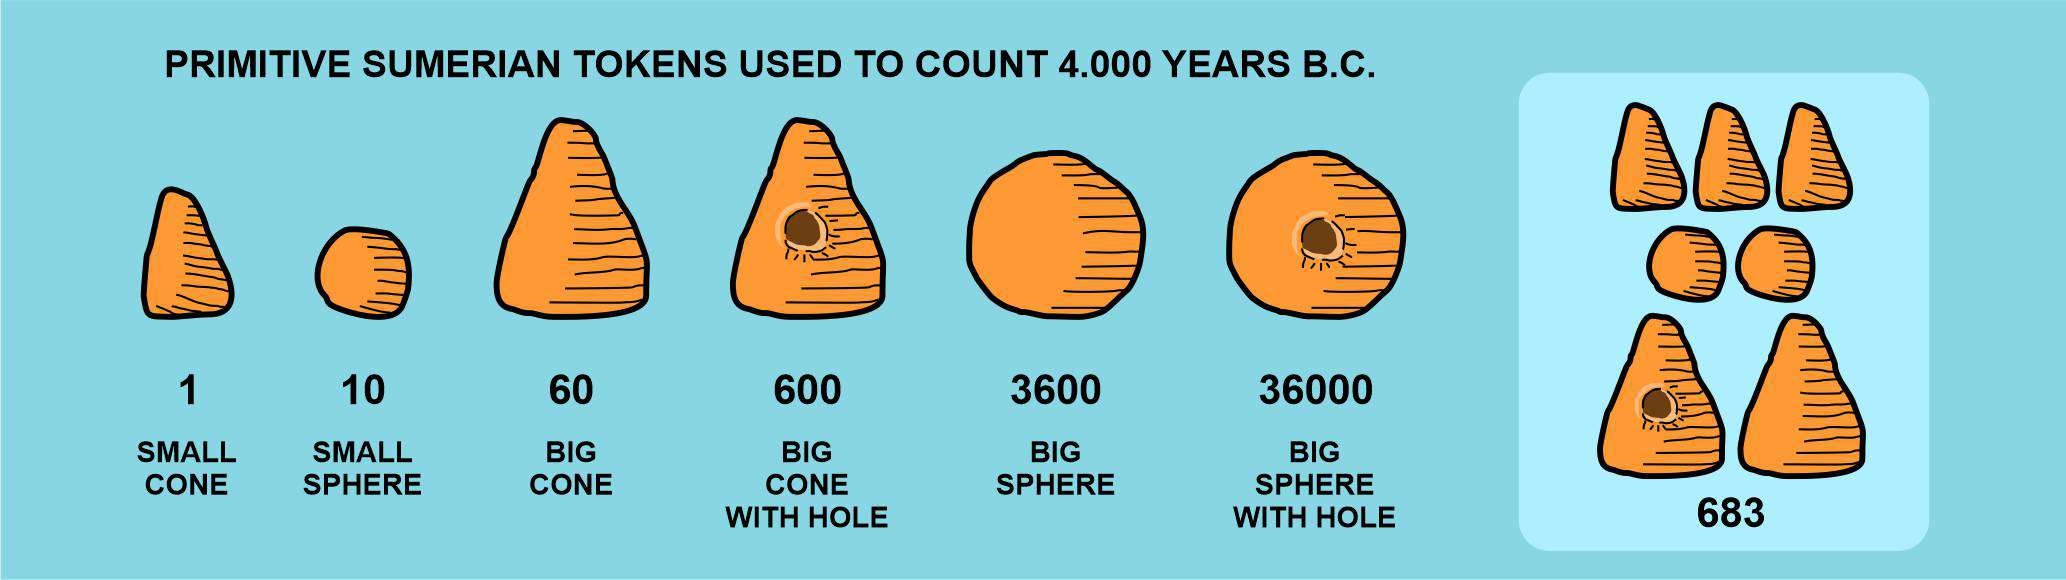 PRIMITIVE SUMERIAN TOKENS USED TO COUNT 4.000 YEARS B.C.
1
SMALL
CONE
10
SMALL
SPHERE
60
BIG
CONE
600
BIG
CONE
WITH HOLE
3600
BIG
SPHERE
36000
BIG
SPHERE
WITH HOLE
683